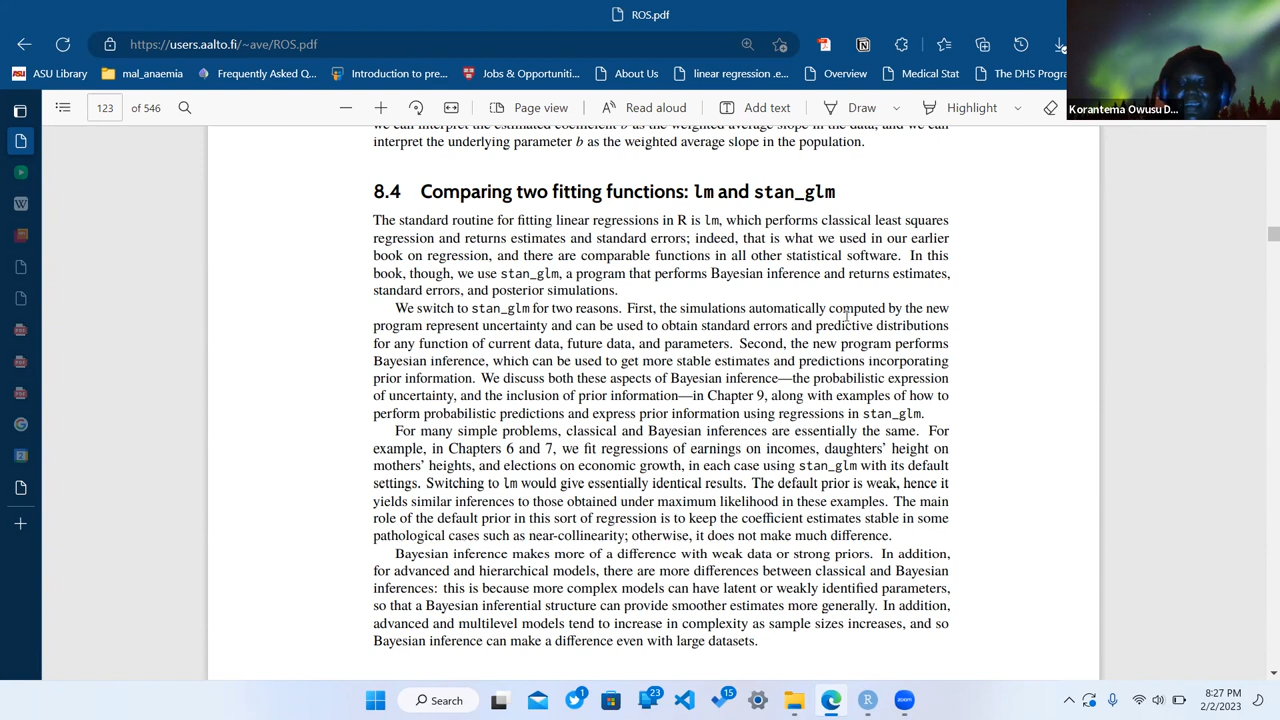 ROS.pdf
https://users.aalto.fi/~ave/ROS.pdf
ASU Library
mal_anaemia
Frequently Asked Q...
Introduction to pre...
Jobs & Opportuniti...
About Us
linear regression .e...
Overview
Medical Stat
The DHS Progra
Korantema Owusu D...
123 of 546
Page view
Read aloud
Add text
Draw
Highlight
we can interpret the estimated coefficient b as the weighted average slope in the data, and we can
interpret the underlying parameter b as the weighted average slope in the population.
8.4 Comparing two fitting functions: lm and stan_glm
The standard routine for fitting linear regressions in R is lm, which performs classical least squares
regression and returns estimates and standard errors; indeed, that is what we used in our earlier
book on regression, and there are comparable functions in all other statistical software. In this
book, though, we use stan_glm, a program that performs Bayesian inference and returns estimates,
standard errors, and posterior simulations.
We switch to stan_glm for two reasons. First, the simulations automatically computed by the new
program represent uncertainty and can be used to obtain standard errors and predictive distributions
for any function of current data, future data, and parameters. Second, the new program performs
Bayesian inference, which can be used to get more stable estimates and predictions incorporating
prior information. We discuss both these aspects of Bayesian inference—the probabilistic expression
of uncertainty, and the inclusion of prior information—in Chapter 9, along with examples of how to
perform probabilistic predictions and express prior information using regressions in stan_glm.
For many simple problems, classical and Bayesian inferences are essentially the same. For
example, in Chapters 6 and 7, we fit regressions of earnings on incomes, daughters' height on
mothers' heights, and elections on economic growth, in each case using stan_glm with its default
settings. Switching to lm would give essentially identical results. The default prior is weak, hence it
yields similar inferences to those obtained under maximum likelihood in these examples. The main
role of the default prior in this sort of regression is to keep the coefficient estimates stable in some
pathological cases such as near-collinearity; otherwise, it does not make much difference.
Bayesian inference makes more of a difference with weak data or strong priors. In addition,
for advanced and hierarchical models, there are more differences between classical and Bayesian
inferences: this is because more complex models can have latent or weakly identified parameters,
so that a Bayesian inferential structure can provide smoother estimates more generally. In addition,
advanced and multilevel models tend to increase in complexity as sample sizes increases, and so
Bayesian inference can make a difference even with large datasets.
Search
1
23
15
zoom
8:27 PM
2/2/2023